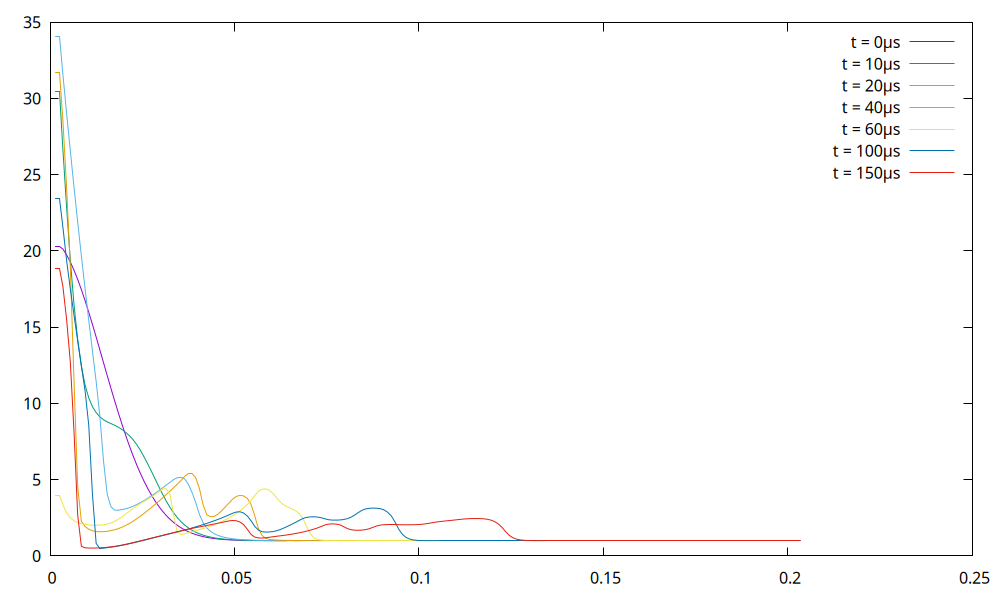 35
30
25
20
15
10
5
0
0
0.05
0.1
0.15
0.2
0.25
t = 0µs
t = 10µs
t = 20µs
t = 40µs
t = 60µs
t = 100µs
t = 150µs